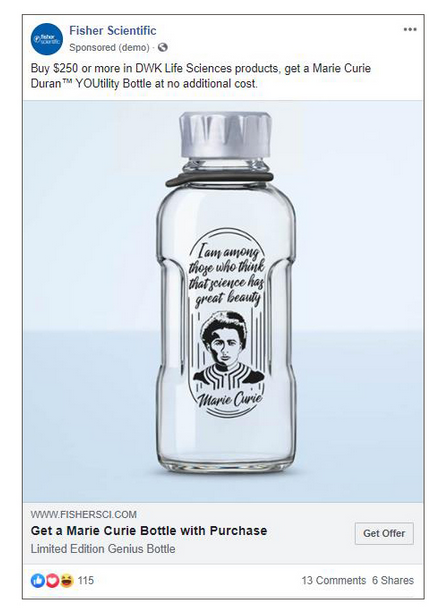 fisher scientific
Fisher Scientific
Sponsored (demo) ·
Buy $250 or more in DWK Life Sciences products, get a Marie Curie
Duran™ YOUtility Bottle at no additional cost.
I am among
those who think
that science has
great beauty
Marie Curie
WWW.FISHERSCI.COM
Get a Marie Curie Bottle with Purchase
Get Offer
Limited Edition Genius Bottle
115
13 Comments 6 Shares